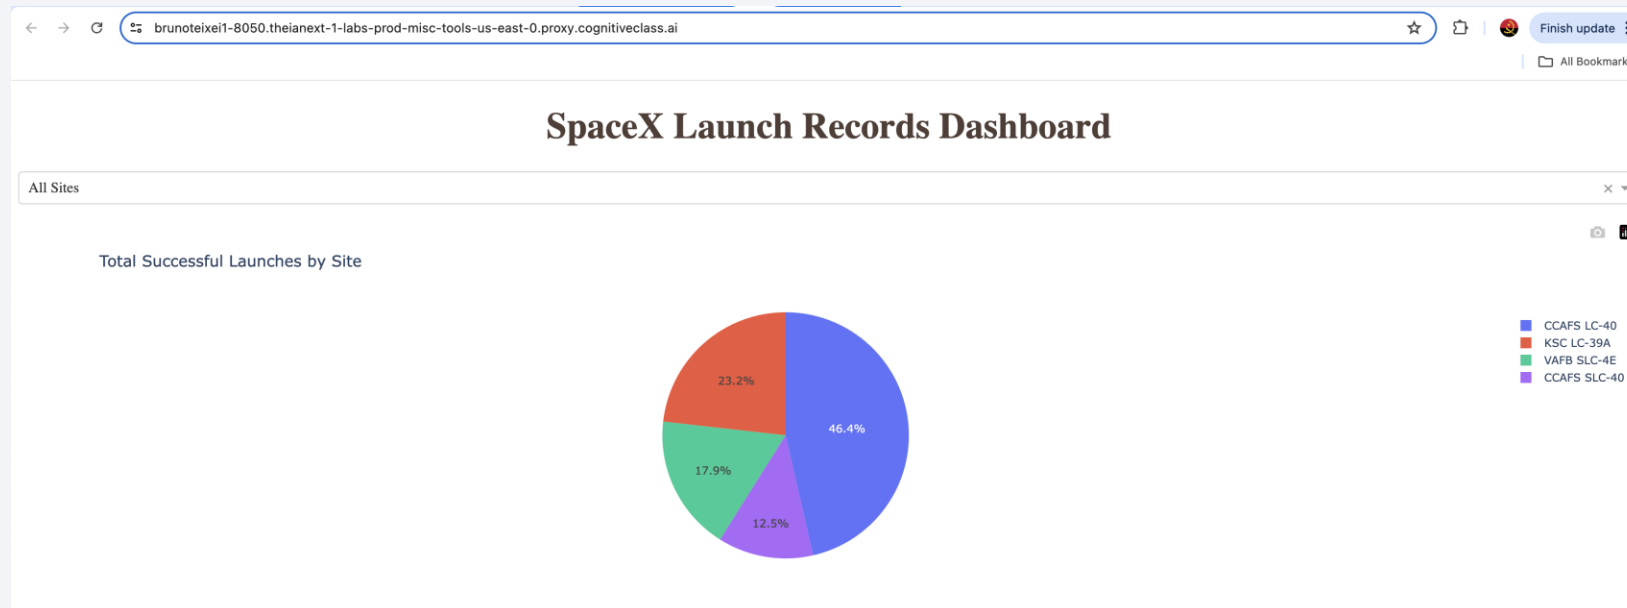 brunoteixei1-8050.theianext-1-labs-prod-misc-tools-us-east-0.proxy.cognitiveclass.ai
Finish update
All Bookmark
SpaceX Launch Records Dashboard
All Sites
Total Successful Launches by Site
CCAFS LC-40
KSC LC-39A
VAFB SLC-4E
CCAFS SLC-40
23.2%
46.4%
17.9%
12.5%